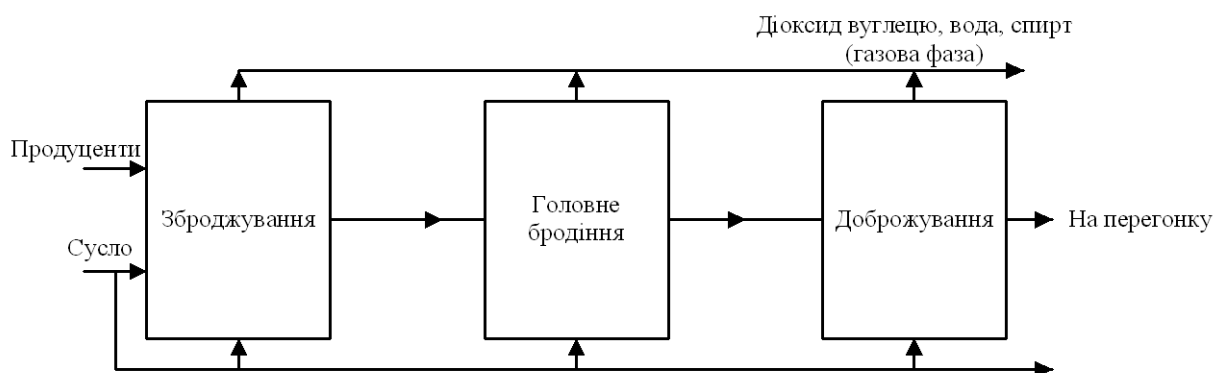 Діоксид вуглецю, вода, спирт
(газова фаза)
Продуценти
Зброджування
Головне
бродіння
Доброжування
На перегонку
Сусло